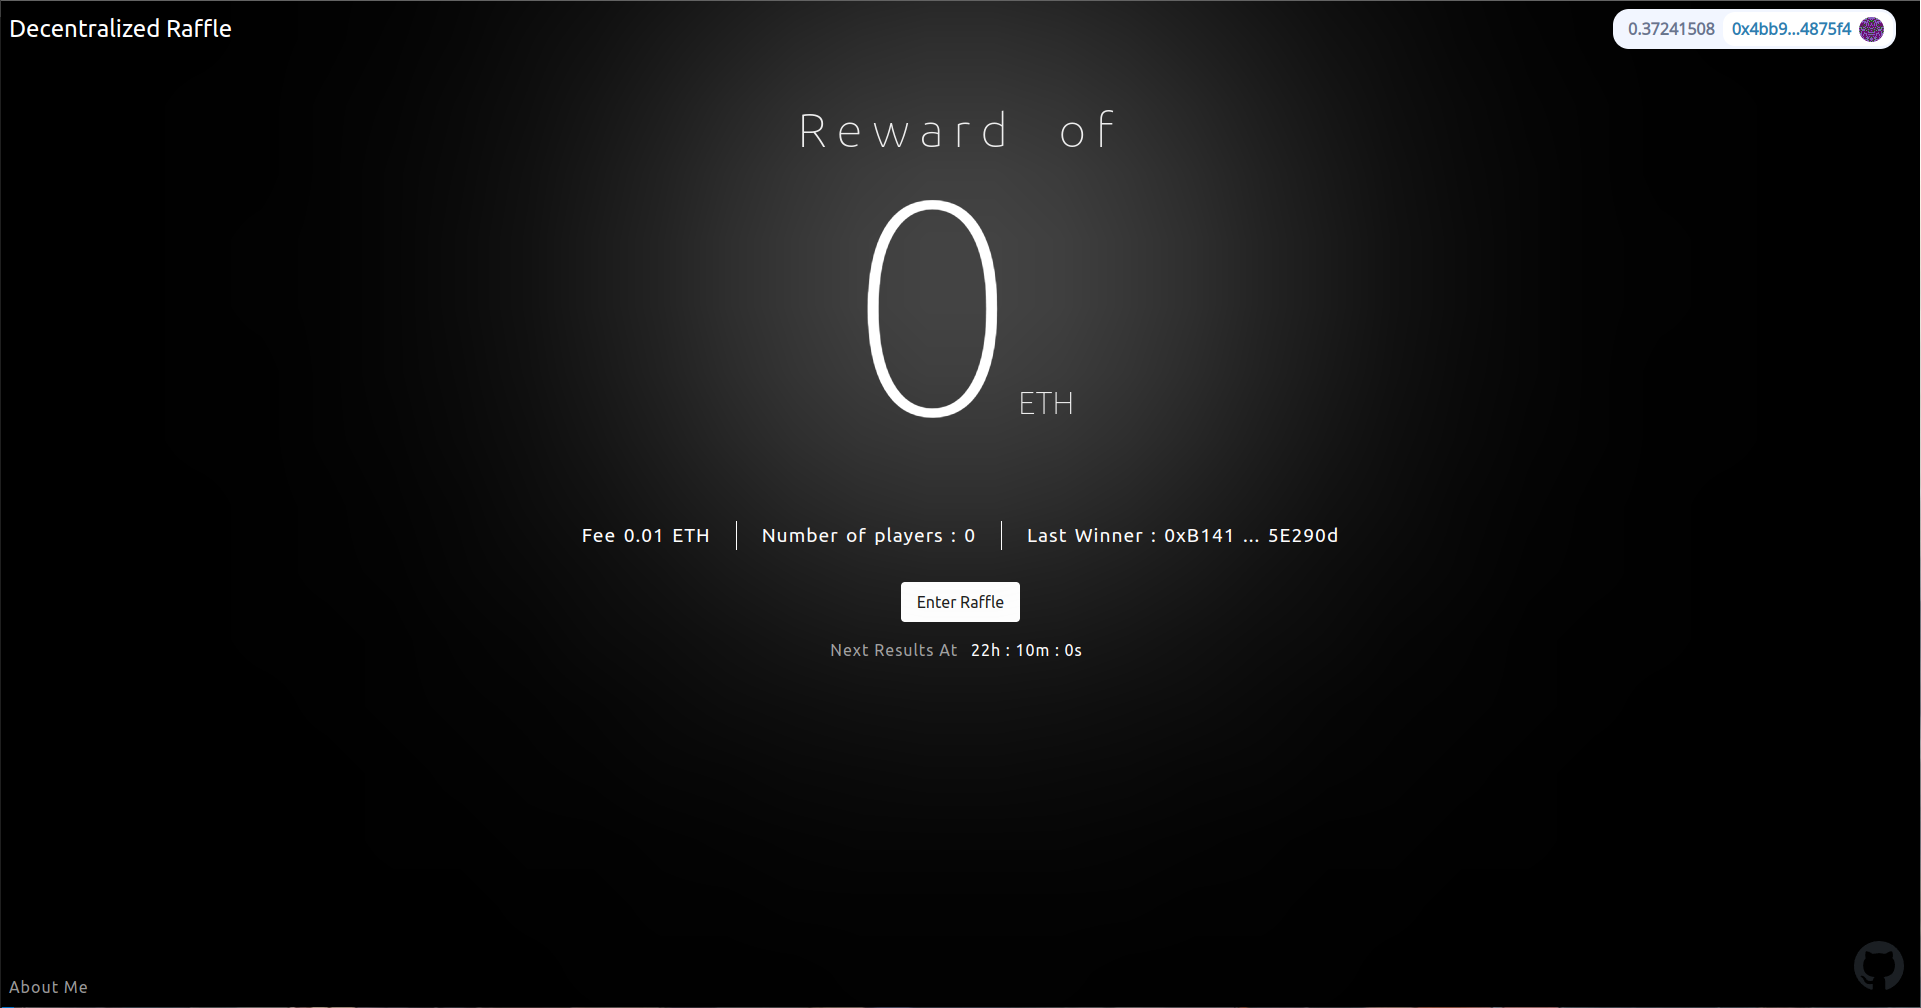 Decentralized Raffle
0.37241508 0x4bb9...4875f4
Reward of
0 ETH
Fee 0.01 ETH
Number of players : 0
Last Winner : 0xB141 ... 5E290d
Enter Raffle
Next Results At 22h : 10m : 0s
About Me